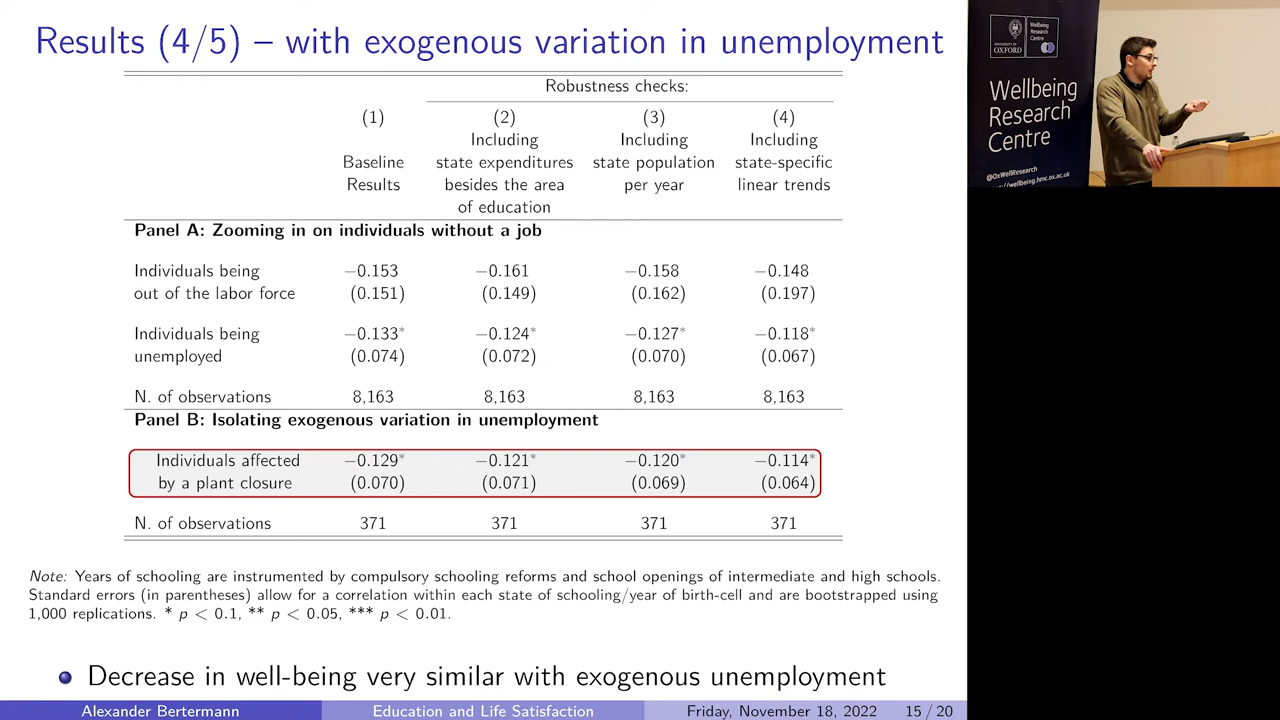 Results (4/5) – with exogenous variation in unemployment
Robustness checks:
(1) (2) (3) (4)
Including Including Including
Baseline state expenditures state population state-specific
Results besides the area per year linear trends
of education
Panel A: Zooming in on individuals without a job
Individuals being −0.153 −0.161 −0.158 −0.148
out of the labor force (0.151) (0.149) (0.162) (0.197)
Individuals being −0.133* −0.124* −0.127* −0.118*
unemployed (0.074) (0.072) (0.070) (0.067)
N. of observations 8,163 8,163 8,163 8,163
Panel B: Isolating exogenous variation in unemployment
Individuals affected −0.129* −0.121* −0.120* −0.114*
by a plant closure (0.070) (0.071) (0.069) (0.064)
N. of observations 371 371 371 371
Note: Years of schooling are instrumented by compulsory schooling reforms and school openings of intermediate and high schools.
Standard errors (in parentheses) allow for a correlation within each state of schooling/year of birth-cell and are bootstrapped using
1,000 replications. * p < 0.1, ** p < 0.05, *** p < 0.01.
Decrease in well-being very similar with exogenous unemployment
Alexander Bertermann Education and Life Satisfaction Friday, November 18, 2022 15 / 20
UNIVERSITY OF
OXFORD
Wellbeing
Research
Centre
Wellbeing
Research
Centre
@OxWellResearch
wellbeing.hmc.ox.ac.uk